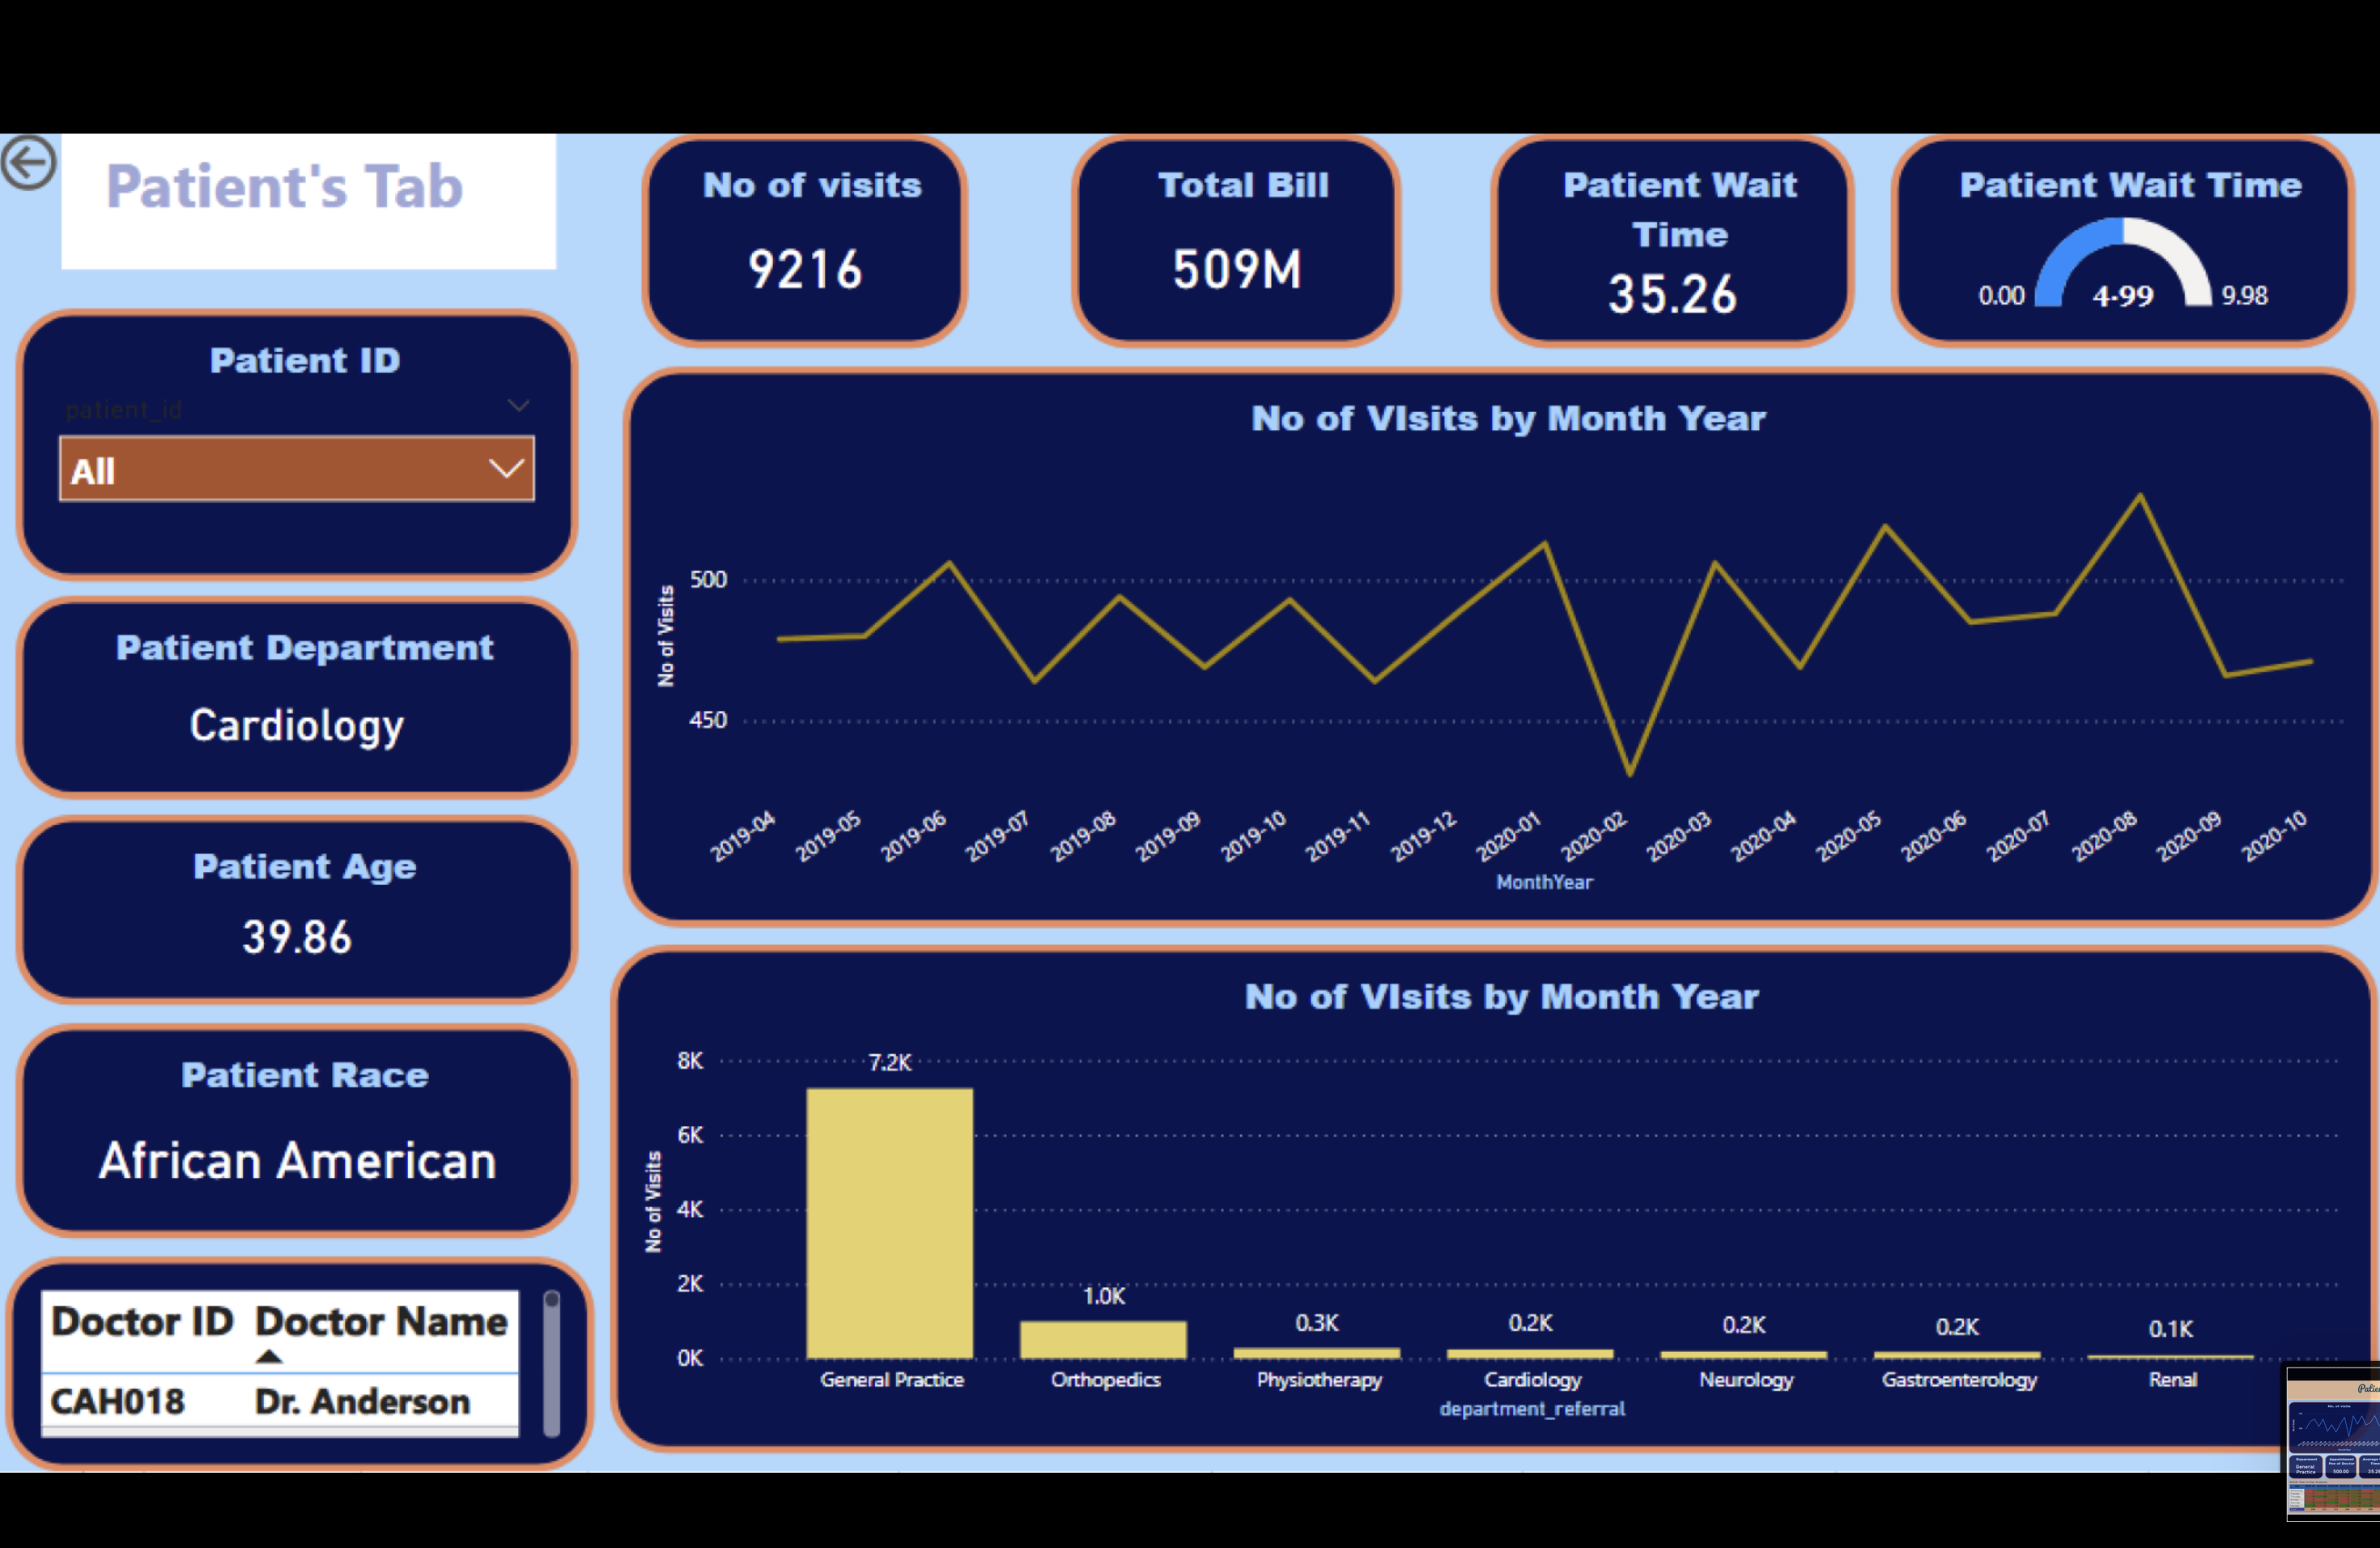 Patient's Tab
No of visits
9216
Total Bill
509M
Patient Wait
Time
35.26
Patient Wait Time
0.00
4.99
9.98
Patient ID
patient_id
All
Patient Department
Cardiology
Patient Age
39.86
Patient Race
African American
Doctor ID Doctor Name
CAH018 Dr. Anderson
No of VIsits by Month Year
No of Visits
500
450
2019-04 2019-05 2019-06 2019-07 2019-08 2019-09 2019-10 2019-11 2019-12 2020-01 2020-02 2020-03 2020-04 2020-05 2020-06 2020-07 2020-08 2020-09 2020-10
MonthYear
No of VIsits by Month Year
No of Visits
8K
6K
4K
2K
0K
7.2K 1.0K 0.3K 0.2K 0.2K 0.2K 0.1K
General Practice Orthopedics Physiotherapy Cardiology Neurology Gastroenterology Renal
department_referral
General
Practice
500.00